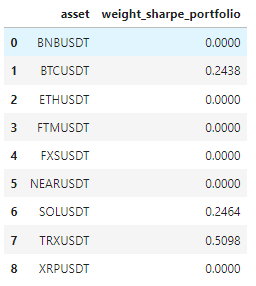 asset weight_sharpe_portfolio
0 BNBUSDT 0.0000
1 BTCUSDT 0.2438
2 ETHUSDT 0.0000
3 FTMUSDT 0.0000
4 FXSUSDT 0.0000
5 NEARUSDT 0.0000
6 SOLUSDT 0.2464
7 TRXUSDT 0.5098
8 XRPUSDT 0.0000